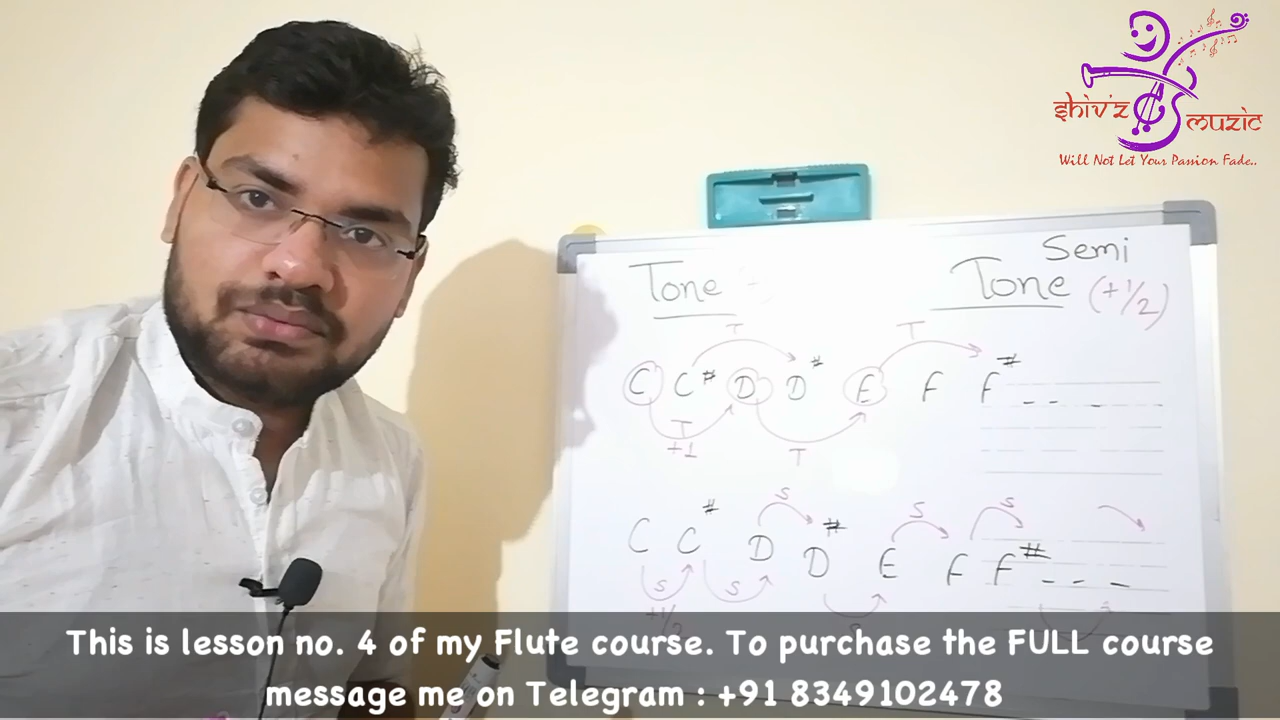 shiv'z muzic
Will Not Let Your Passion Fade..
Tone
Semi
Tone (+1/2)
T T
C C# D D# E F F#
T
+1 T
S S S
C C# D D# E F F#
S S
+1/2
This is lesson no. 4 of my Flute course. To purchase the FULL course
message me on Telegram : +91 8349102478